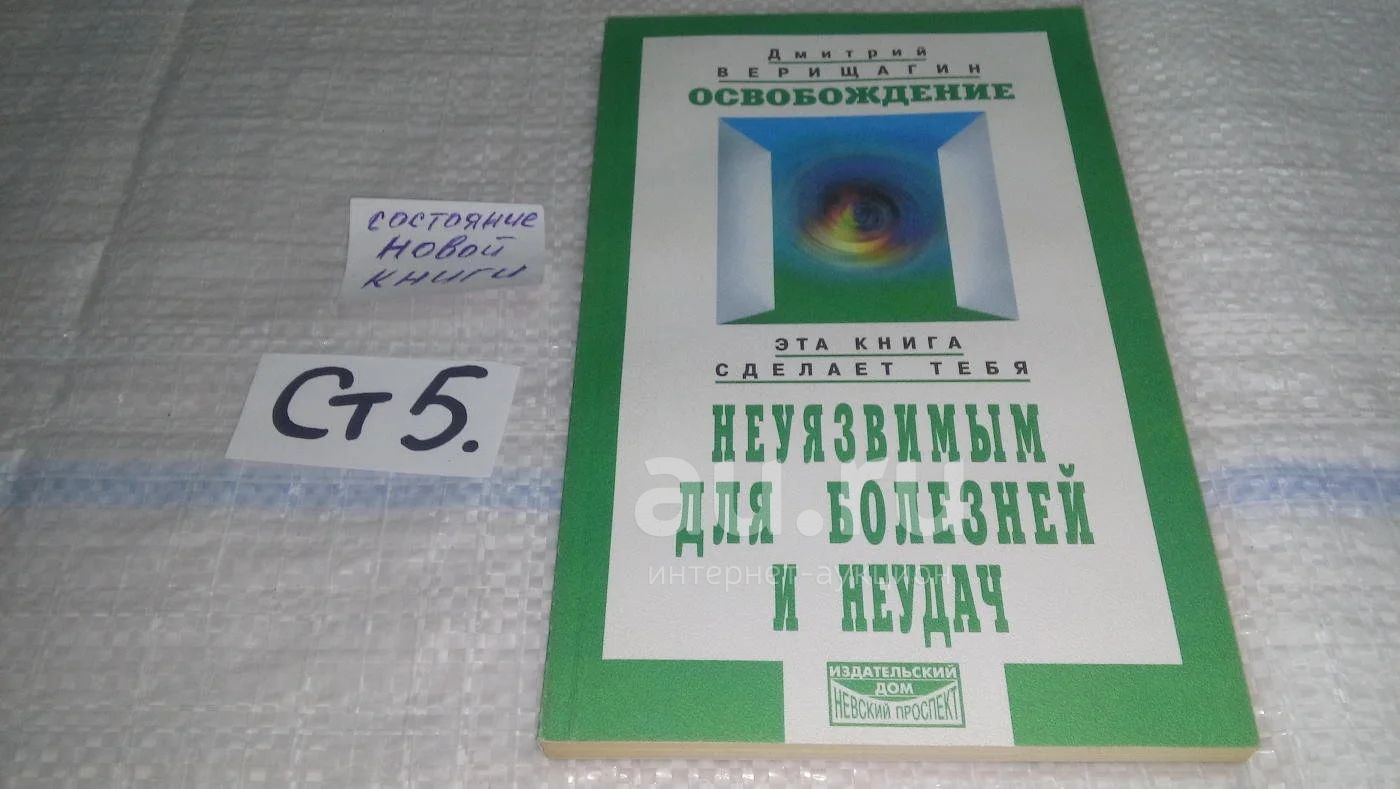 Дмитрий
ВЕРИЩАГИН
ОСВОБОЖДЕНИЕ
ЭТА КНИГА
СДЕЛАЕТ ТЕБЯ
НЕУЯЗВИМЫМ
ДЛЯ БОЛЕЗНЕЙ
И НЕУДАЧ
ИЗДАТЕЛЬСКИЙ
ДОМ
НЕВСКИЙ ПРОСПЕКТ
состояние
новой
книги
Ст 5.
au.ru
интернет-аукцион